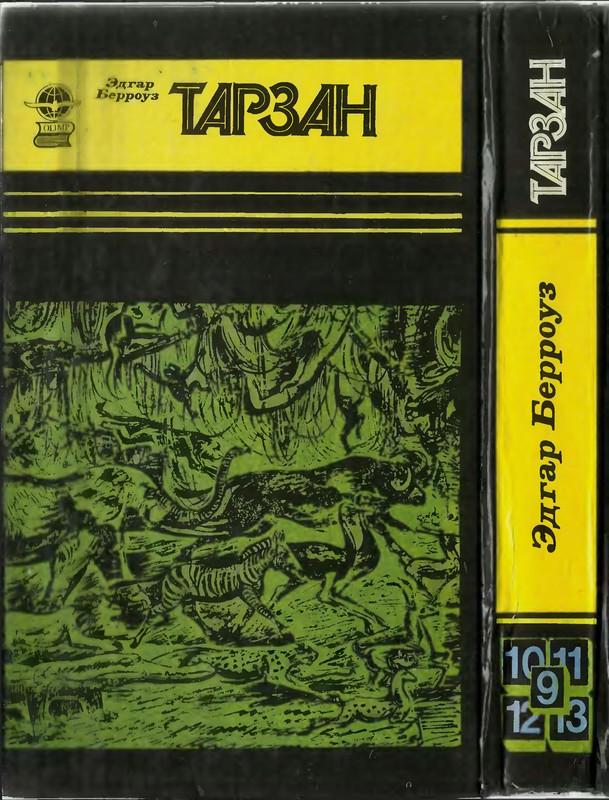 OLIMP
Эдгар
Берроуз
ТАРЗАН
ТАРЗАН
Эдгар Берроуз
10 11
9
12 13